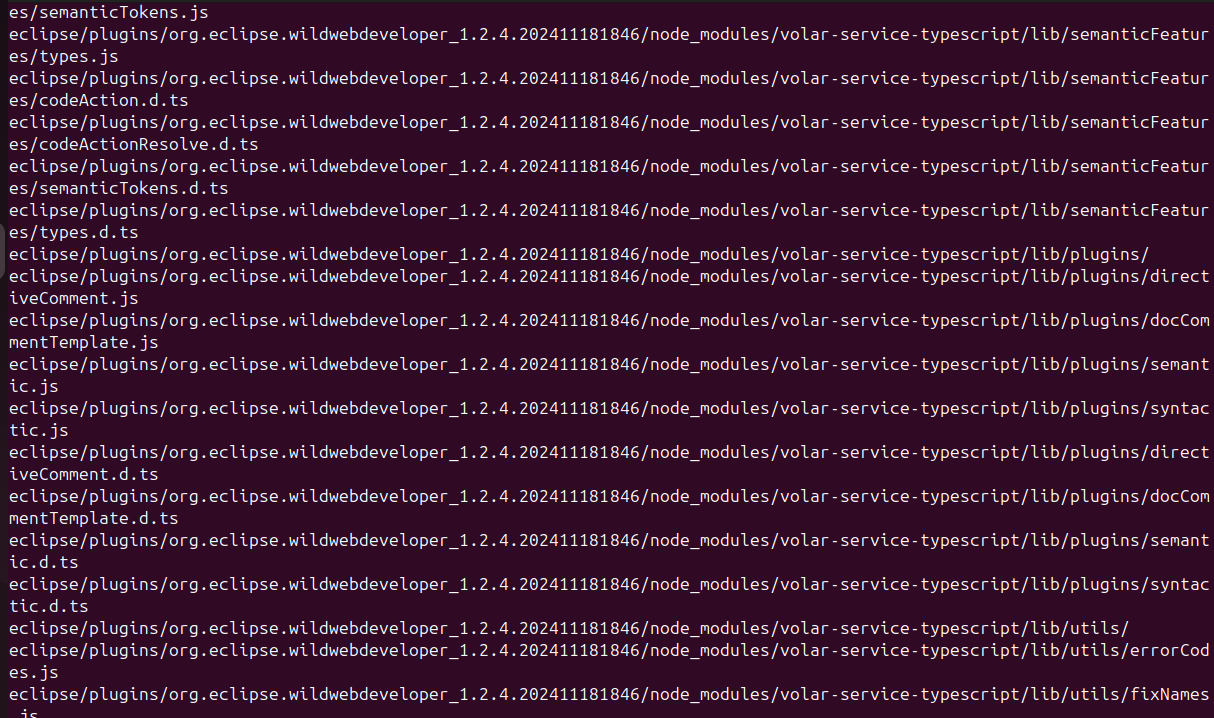 es/semanticTokens.js
eclipse/plugins/org.eclipse.wildwebdeveloper_1.2.4.202411181846/node_modules/volar-service-typescript/lib/semanticFeatur
es/types.js
eclipse/plugins/org.eclipse.wildwebdeveloper_1.2.4.202411181846/node_modules/volar-service-typescript/lib/semanticFeatur
es/codeAction.d.ts
eclipse/plugins/org.eclipse.wildwebdeveloper_1.2.4.202411181846/node_modules/volar-service-typescript/lib/semanticFeatur
es/codeActionResolve.d.ts
eclipse/plugins/org.eclipse.wildwebdeveloper_1.2.4.202411181846/node_modules/volar-service-typescript/lib/semanticFeatur
es/semanticTokens.d.ts
eclipse/plugins/org.eclipse.wildwebdeveloper_1.2.4.202411181846/node_modules/volar-service-typescript/lib/semanticFeatur
es/types.d.ts
eclipse/plugins/org.eclipse.wildwebdeveloper_1.2.4.202411181846/node_modules/volar-service-typescript/lib/plugins/
eclipse/plugins/org.eclipse.wildwebdeveloper_1.2.4.202411181846/node_modules/volar-service-typescript/lib/plugins/direct
iveComment.js
eclipse/plugins/org.eclipse.wildwebdeveloper_1.2.4.202411181846/node_modules/volar-service-typescript/lib/plugins/docCom
mentTemplate.js
eclipse/plugins/org.eclipse.wildwebdeveloper_1.2.4.202411181846/node_modules/volar-service-typescript/lib/plugins/semant
ic.js
eclipse/plugins/org.eclipse.wildwebdeveloper_1.2.4.202411181846/node_modules/volar-service-typescript/lib/plugins/syntac
tic.js
eclipse/plugins/org.eclipse.wildwebdeveloper_1.2.4.202411181846/node_modules/volar-service-typescript/lib/plugins/direct
iveComment.d.ts
eclipse/plugins/org.eclipse.wildwebdeveloper_1.2.4.202411181846/node_modules/volar-service-typescript/lib/plugins/docCom
mentTemplate.d.ts
eclipse/plugins/org.eclipse.wildwebdeveloper_1.2.4.202411181846/node_modules/volar-service-typescript/lib/plugins/semant
ic.d.ts
eclipse/plugins/org.eclipse.wildwebdeveloper_1.2.4.202411181846/node_modules/volar-service-typescript/lib/plugins/syntac
tic.d.ts
eclipse/plugins/org.eclipse.wildwebdeveloper_1.2.4.202411181846/node_modules/volar-service-typescript/lib/utils/
eclipse/plugins/org.eclipse.wildwebdeveloper_1.2.4.202411181846/node_modules/volar-service-typescript/lib/utils/errorCod
es.js
eclipse/plugins/org.eclipse.wildwebdeveloper_1.2.4.202411181846/node_modules/volar-service-typescript/lib/utils/fixNames
.js